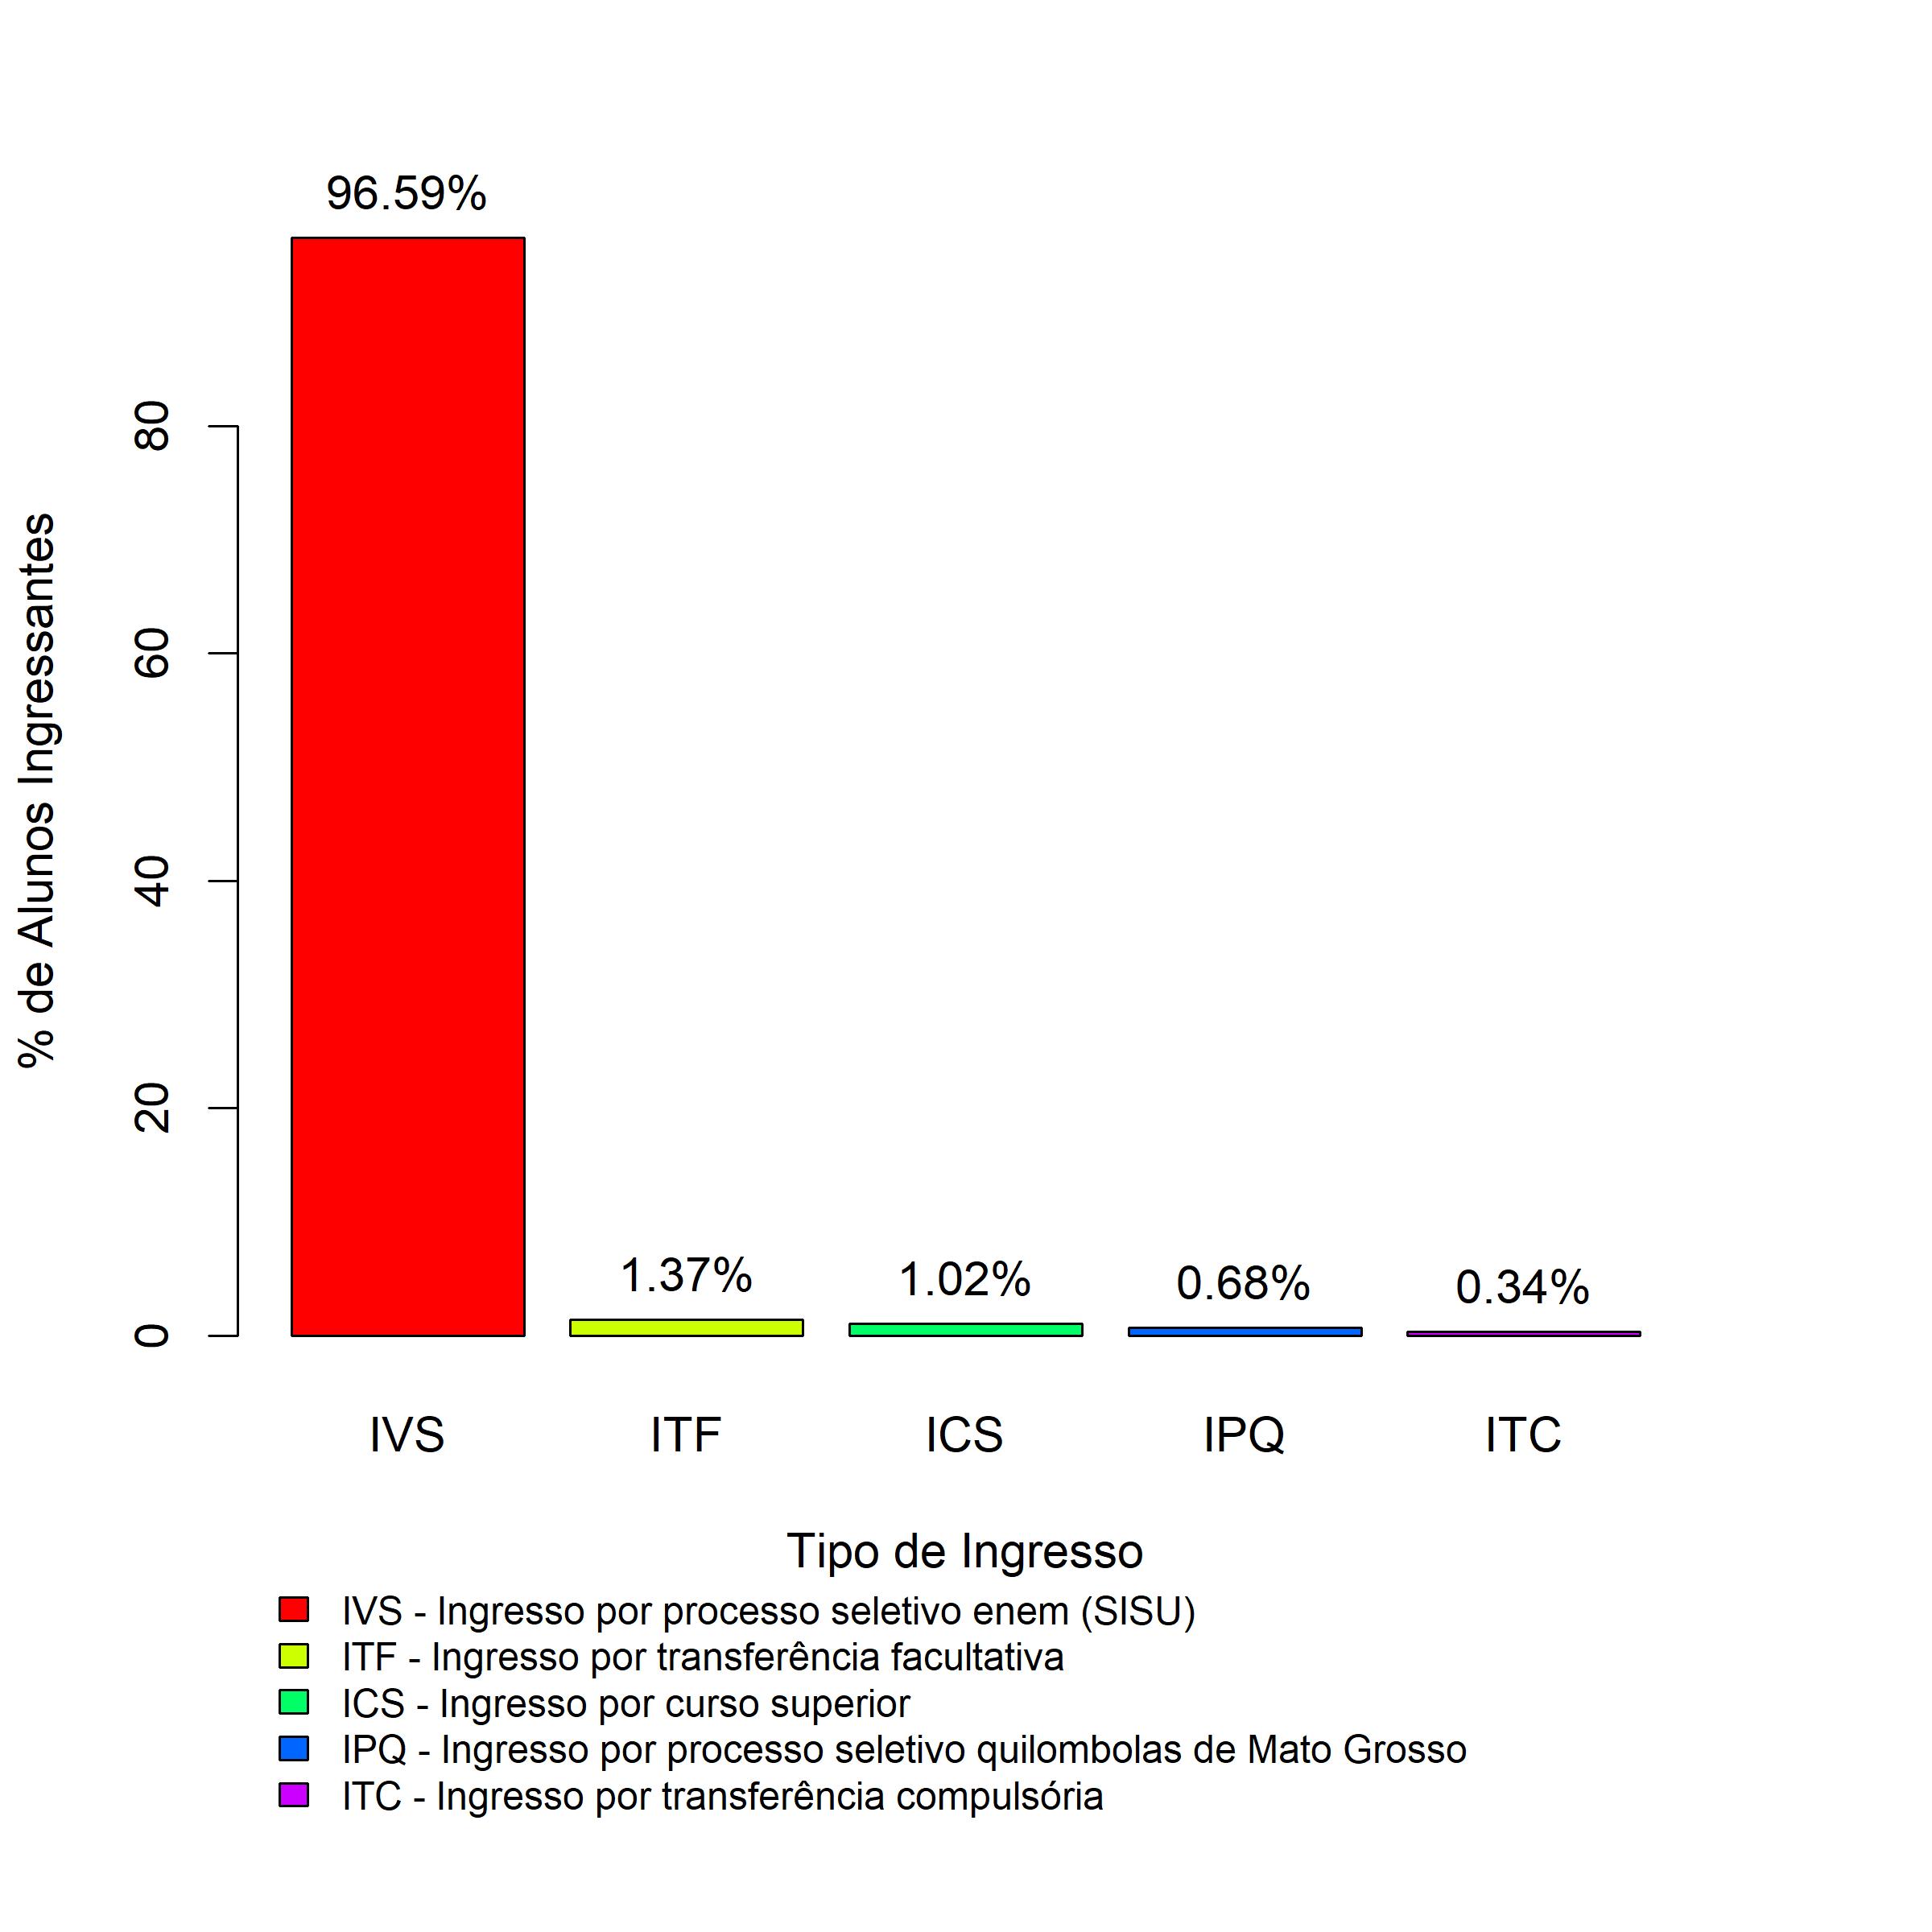 96.59%
80
60
40
20
0
% de Alunos Ingressantes
1.37%
1.02%
0.68%
0.34%
IVS
ITF
ICS
IPQ
ITC
Tipo de Ingresso
IVS - Ingresso por processo seletivo enem (SISU)
ITF - Ingresso por transferência facultativa
ICS - Ingresso por curso superior
IPQ - Ingresso por processo seletivo quilombolas de Mato Grosso
ITC - Ingresso por transferência compulsória